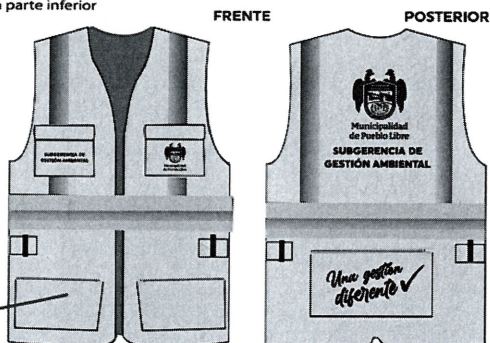 parte inferior
FRENTE
POSTERIOR
SUBGERENCIA DE
GESTIÓN AMBIENTAL
Municipalidad
de Pueblo Libre
SUBGERENCIA DE
GESTIÓN AMBIENTAL
Una gestión
diferente